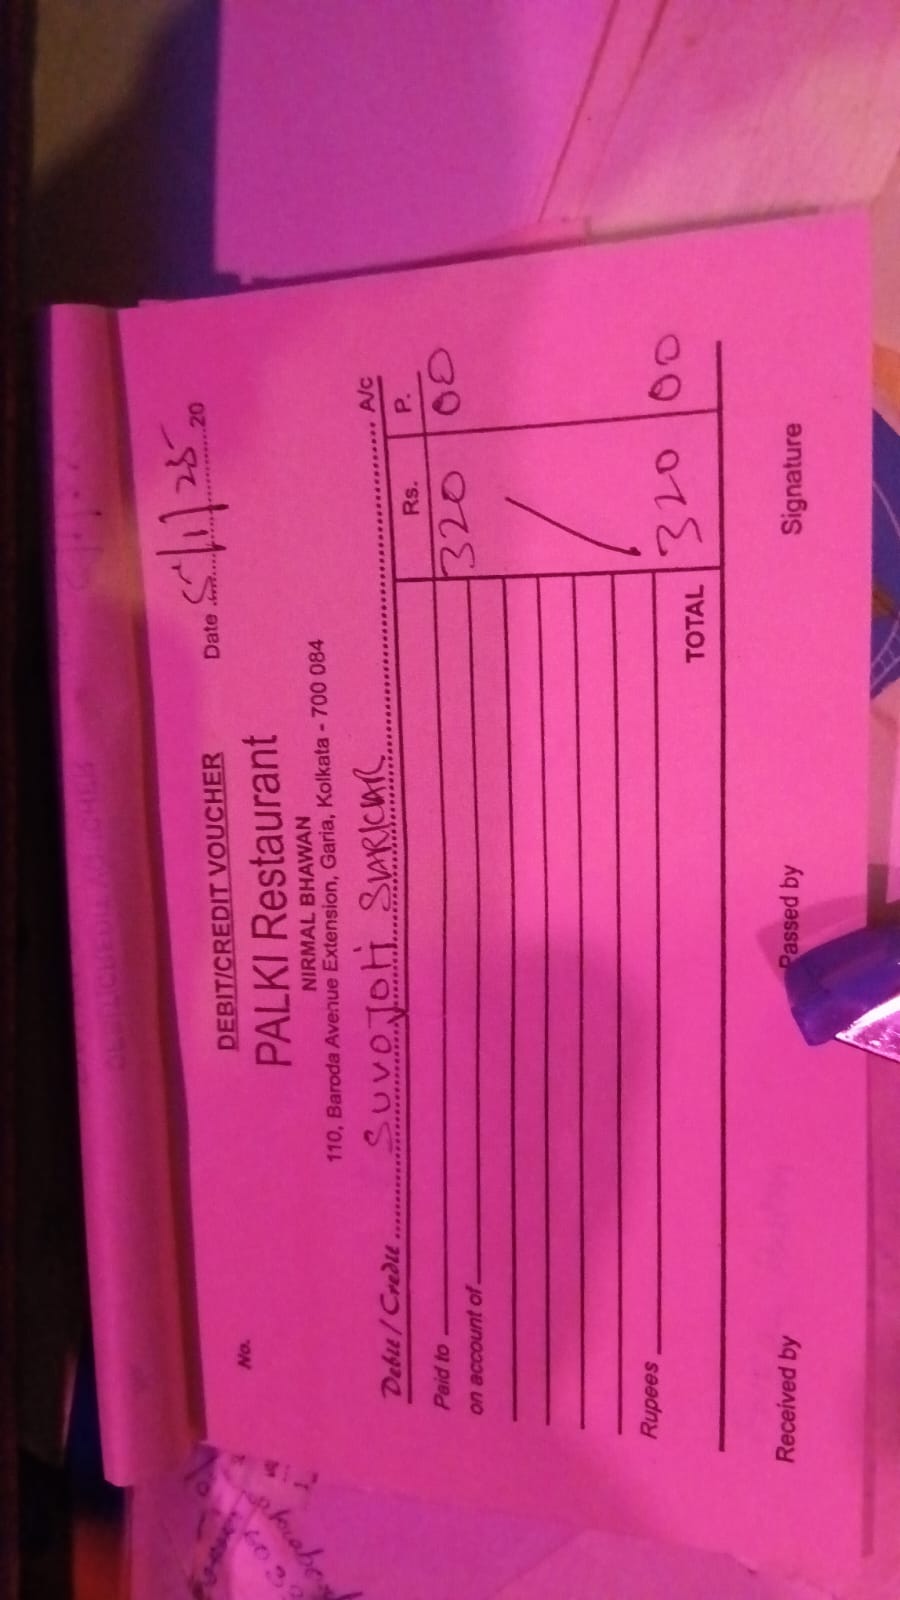 DEBIT/CREDIT VOUCHER
Date 5/1/25 20
No.
PALKI Restaurant
NIRMAL BHAWAN
110, Baroda Avenue Extension, Garia, Kolkata - 700 084
Debit / Credit SUVOJOTI SARKAR A/c
Rs. P.
Paid to 320 00
on account of
Rupees
TOTAL 320 00
Received by Passed by Signature